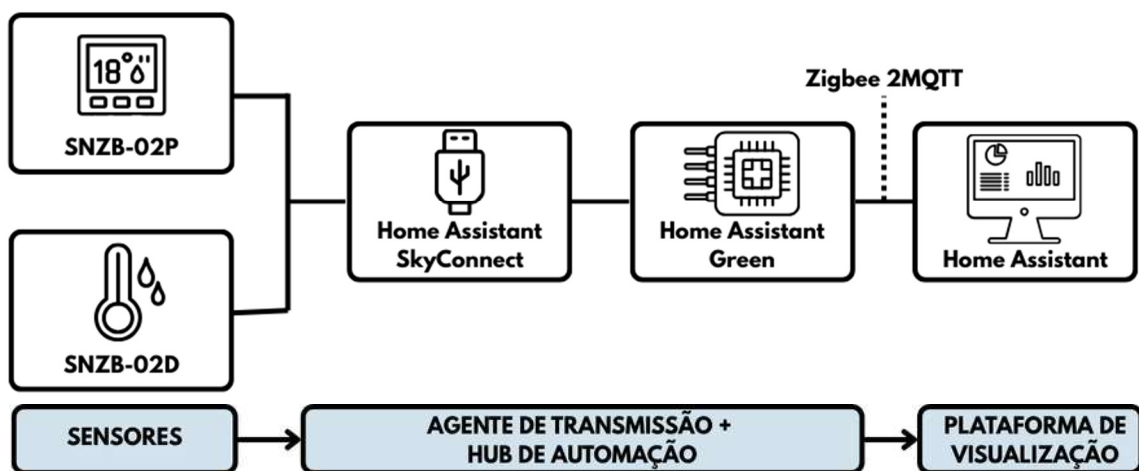 18°"
SNZB-02P
SNZB-02D
Home Assistant
SkyConnect
Home Assistant
Green
Zigbee 2MQTT
Home Assistant
SENSORES
AGENTE DE TRANSMISSÃO +
HUB DE AUTOMAÇÃO
PLATAFORMA DE
VISUALIZAÇÃO